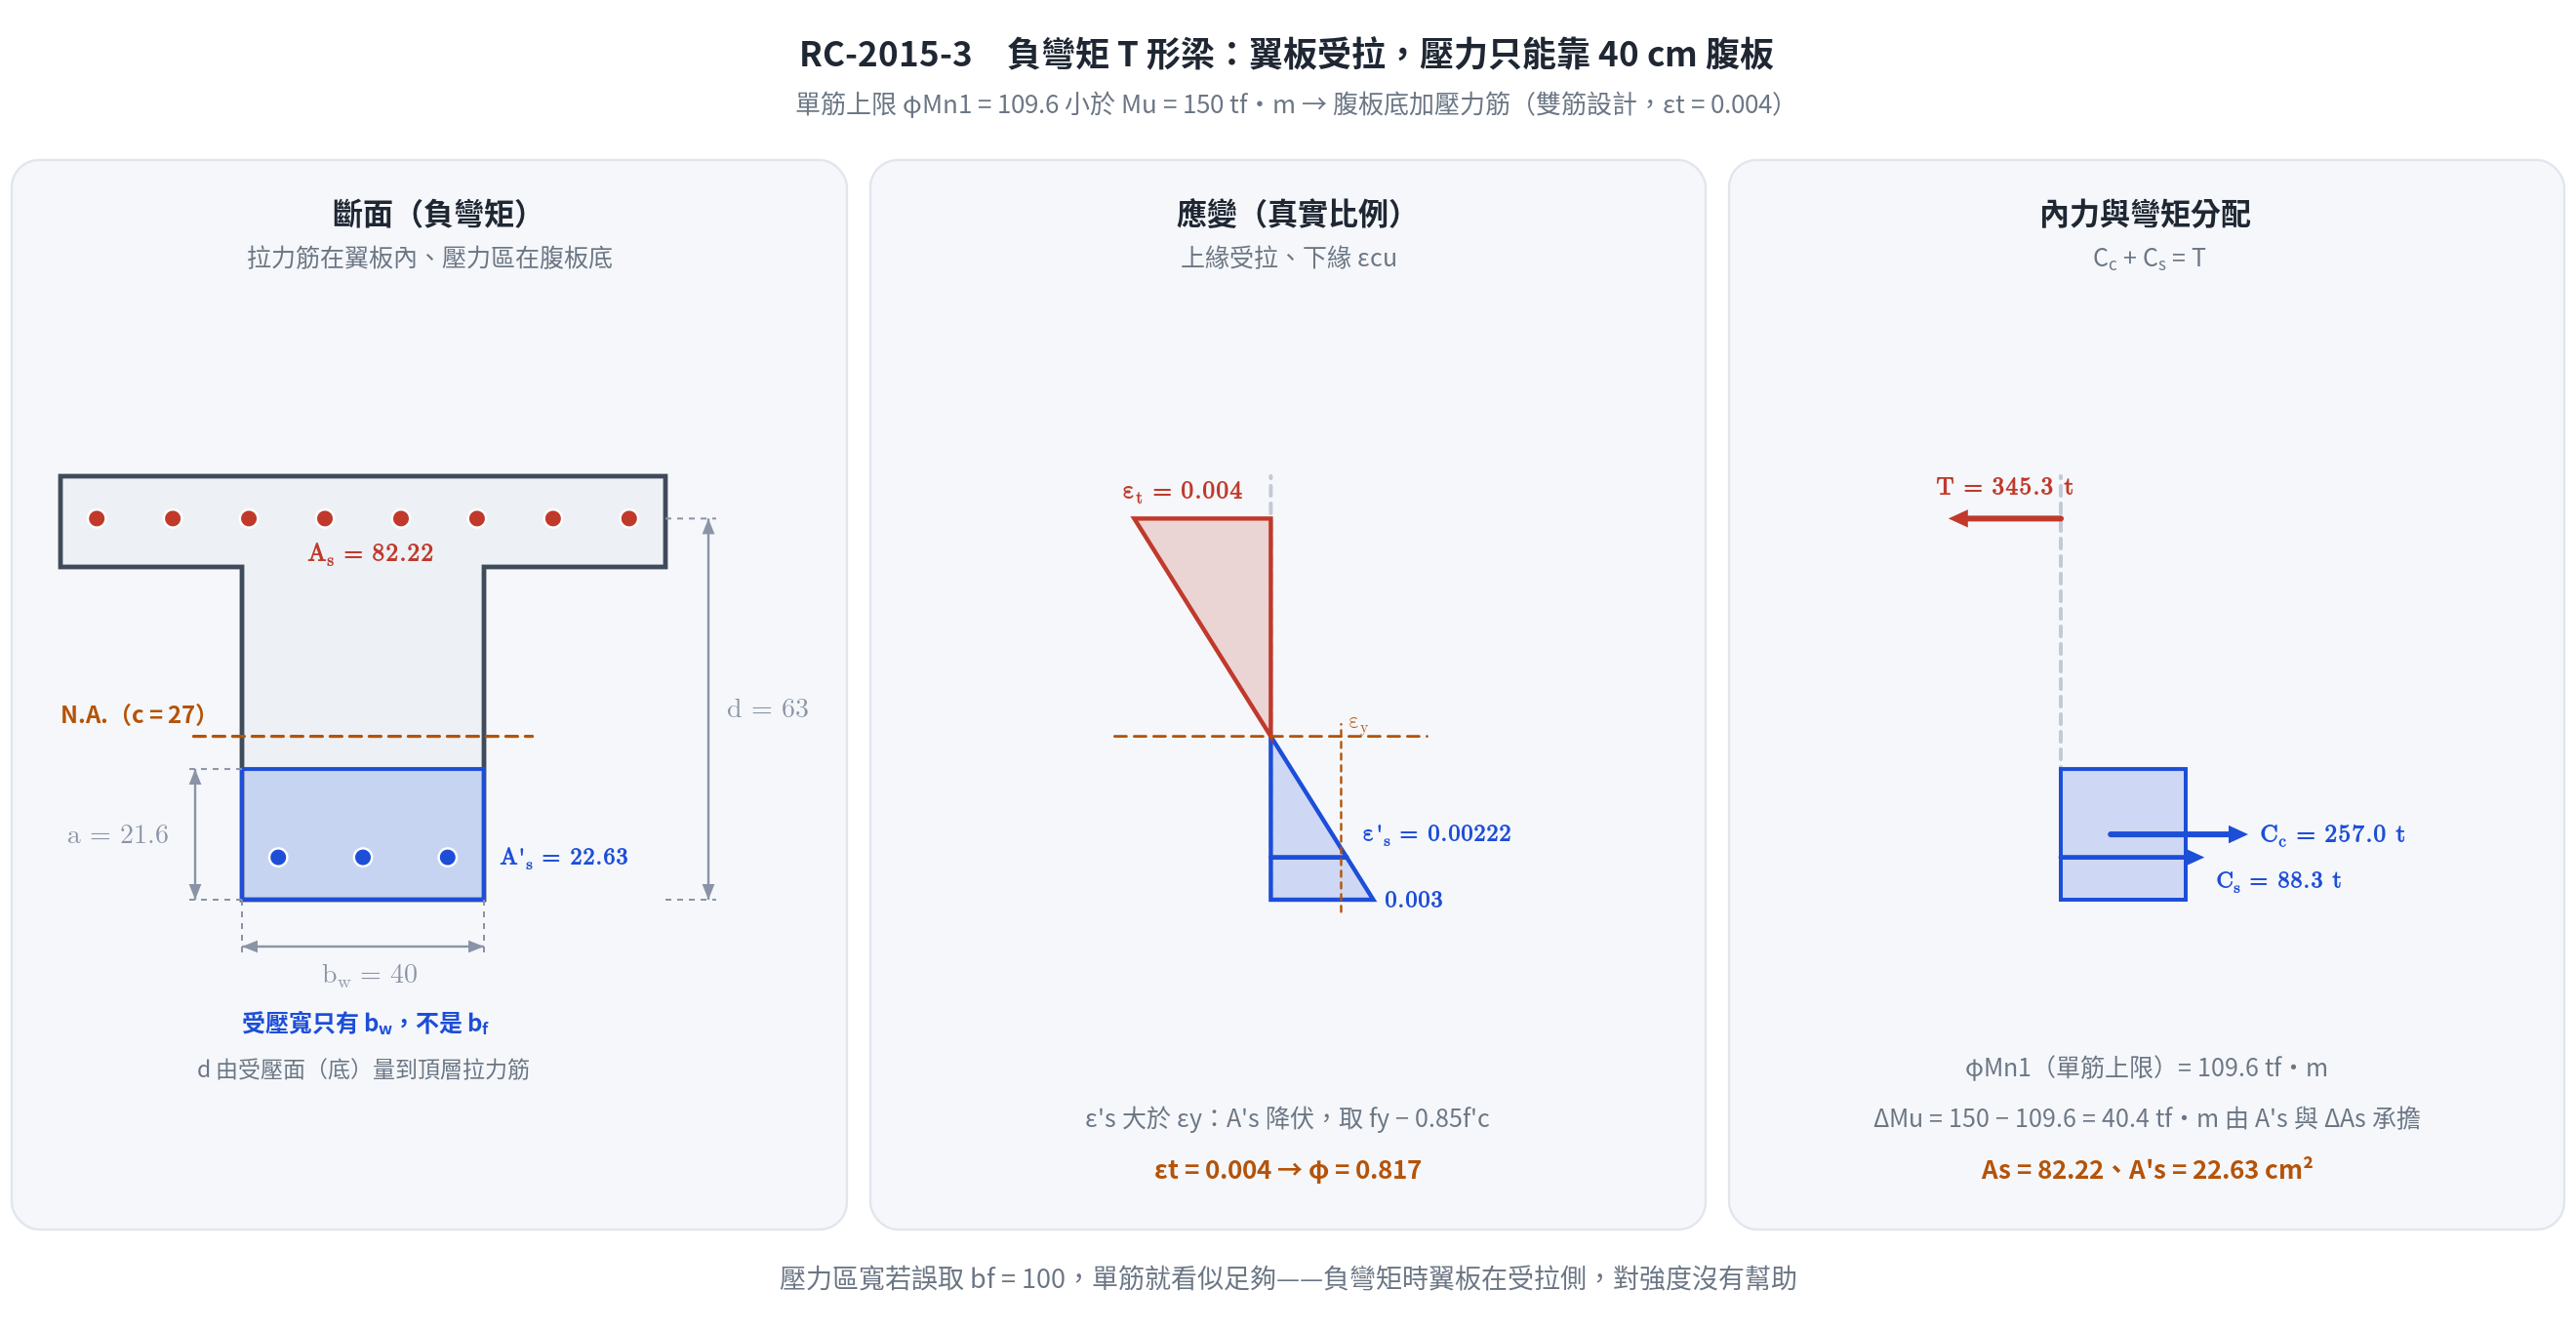 RC-2015-3　負彎矩 T 形梁：翼板受拉，壓力只能靠 40 cm 腹板
單筋上限 φMn1 = 109.6 小於 Mu = 150 tf・m → 腹板底加壓力筋（雙筋設計，εt = 0.004）
斷面（負彎矩）
拉力筋在翼板內、壓力區在腹板底
As = 82.22
N.A.（c = 27）
d = 63
a = 21.6
A's = 22.63
bw = 40
受壓寬只有 bw，不是 bf
d 由受壓面（底）量到頂層拉力筋
應變（真實比例）
上緣受拉、下緣 εcu
εt = 0.004
εy
ε's = 0.00222
0.003
ε's 大於 εy：A's 降伏，取 fy − 0.85f'c
εt = 0.004 → φ = 0.817
內力與彎矩分配
Cc + Cs = T
T = 345.3 t
Cc = 257.0 t
Cs = 88.3 t
φMn1（單筋上限）= 109.6 tf・m
ΔMu = 150 − 109.6 = 40.4 tf・m 由 A's 與 ΔAs 承擔
As = 82.22、A's = 22.63 cm²
壓力區寬若誤取 bf = 100，單筋就看似足夠——負彎矩時翼板在受拉側，對強度沒有幫助